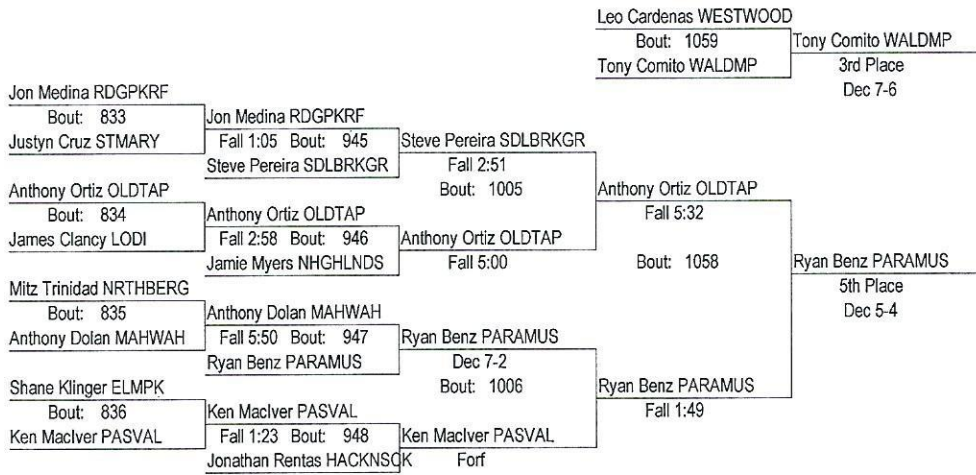 Leo Cardenas WESTWOOD
Bout: 1059
Tony Comito WALDMP
Tony Comito WALDMP
3rd Place
Dec 7-6
Jon Medina RDGPKRF
Bout: 833
Justyn Cruz STMARY
Jon Medina RDGPKRF
Fall 1:05 Bout: 945
Steve Pereira SDLBRKGR
Steve Pereira SDLBRKGR
Fall 2:51
Bout: 1005
Anthony Ortiz OLDTAP
Bout: 834
James Clancy LODI
Anthony Ortiz OLDTAP
Fall 2:58 Bout: 946
Jamie Myers NHGHLNDS
Anthony Ortiz OLDTAP
Fall 5:00
Anthony Ortiz OLDTAP
Fall 5:32
Bout: 1058
Ryan Benz PARAMUS
5th Place
Dec 5-4
Mitz Trinidad NRTHBERG
Bout: 835
Anthony Dolan MAHWAH
Anthony Dolan MAHWAH
Fall 5:50 Bout: 947
Ryan Benz PARAMUS
Ryan Benz PARAMUS
Dec 7-2
Bout: 1006
Ryan Benz PARAMUS
Fall 1:49
Shane Klinger ELMPK
Bout: 836
Ken MacIver PASVAL
Ken MacIver PASVAL
Fall 1:23 Bout: 948
Jonathan Rentas HACKNSCK
Ken MacIver PASVAL
Forf